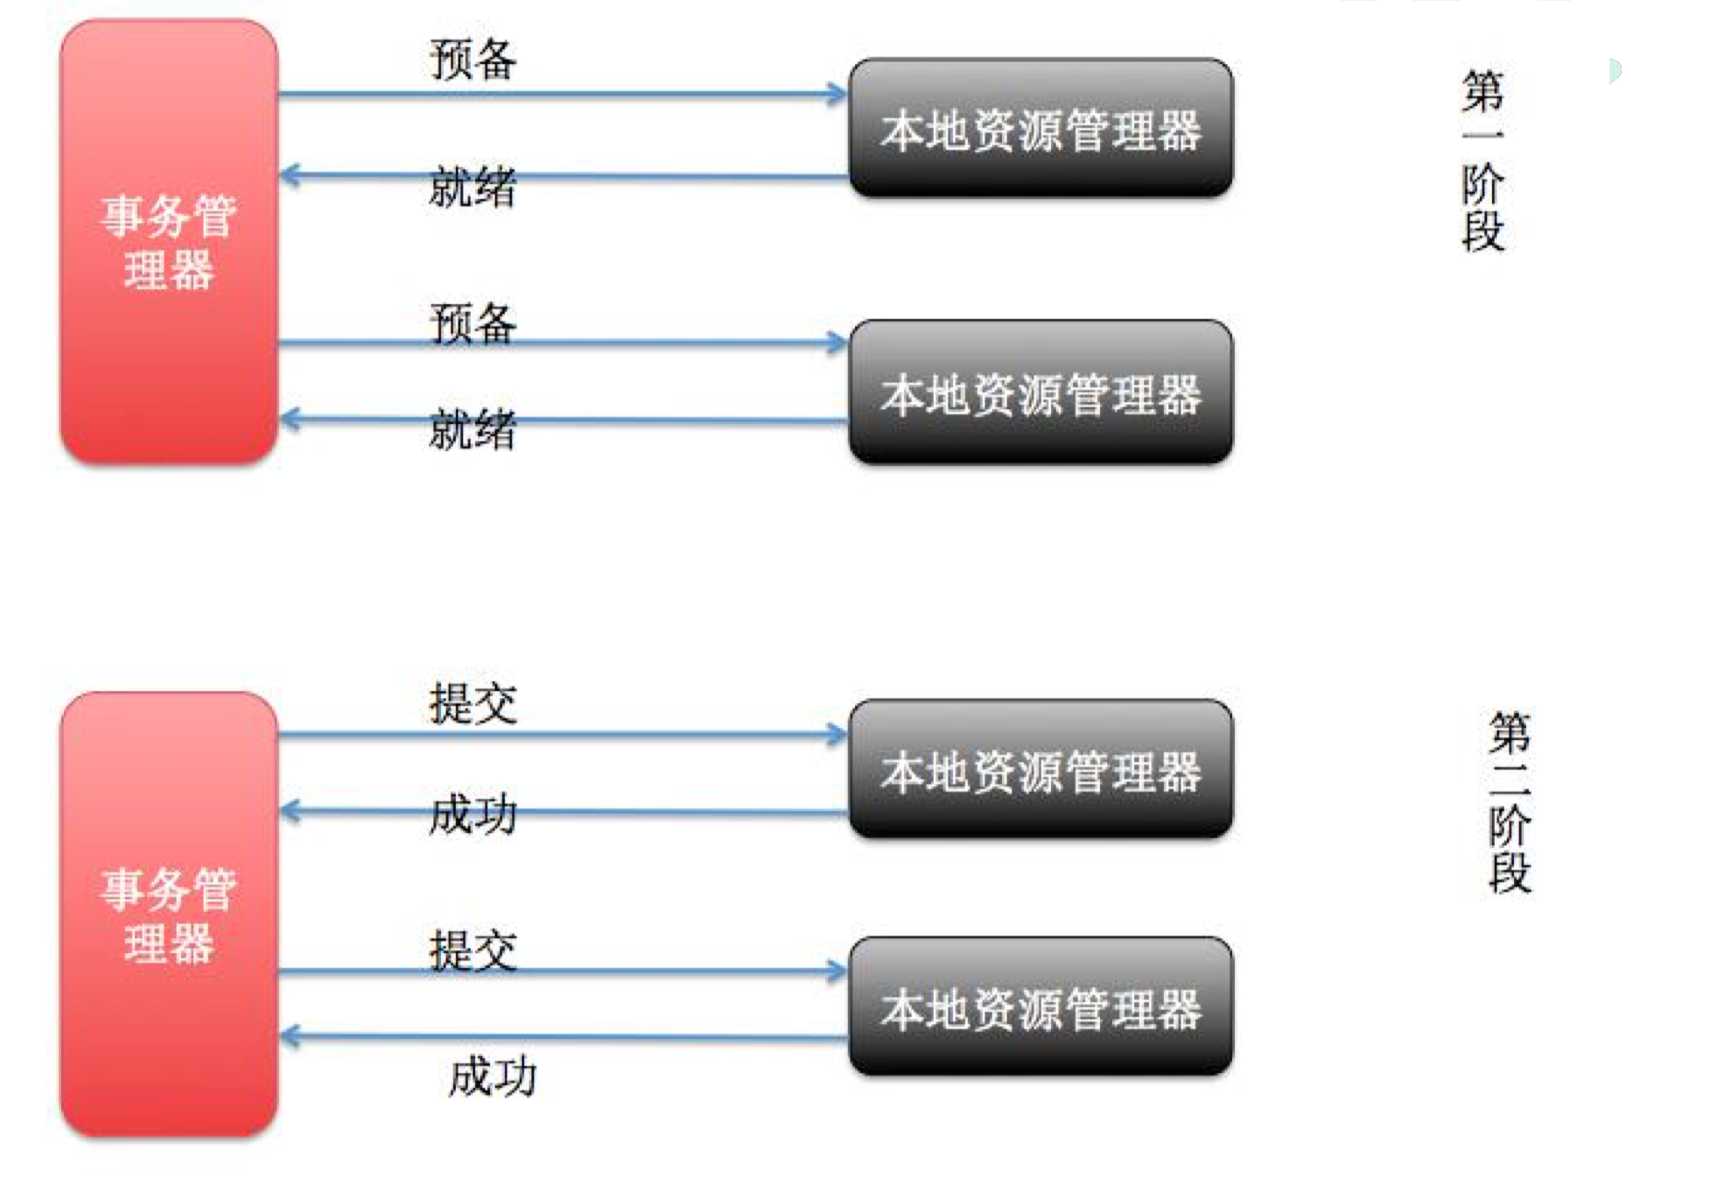 预备
本地资源管理器
就绪
事务管
理器
预备
本地资源管理器
就绪
第一阶段
提交
本地资源管理器
成功
事务管
理器
提交
本地资源管理器
成功
第二阶段